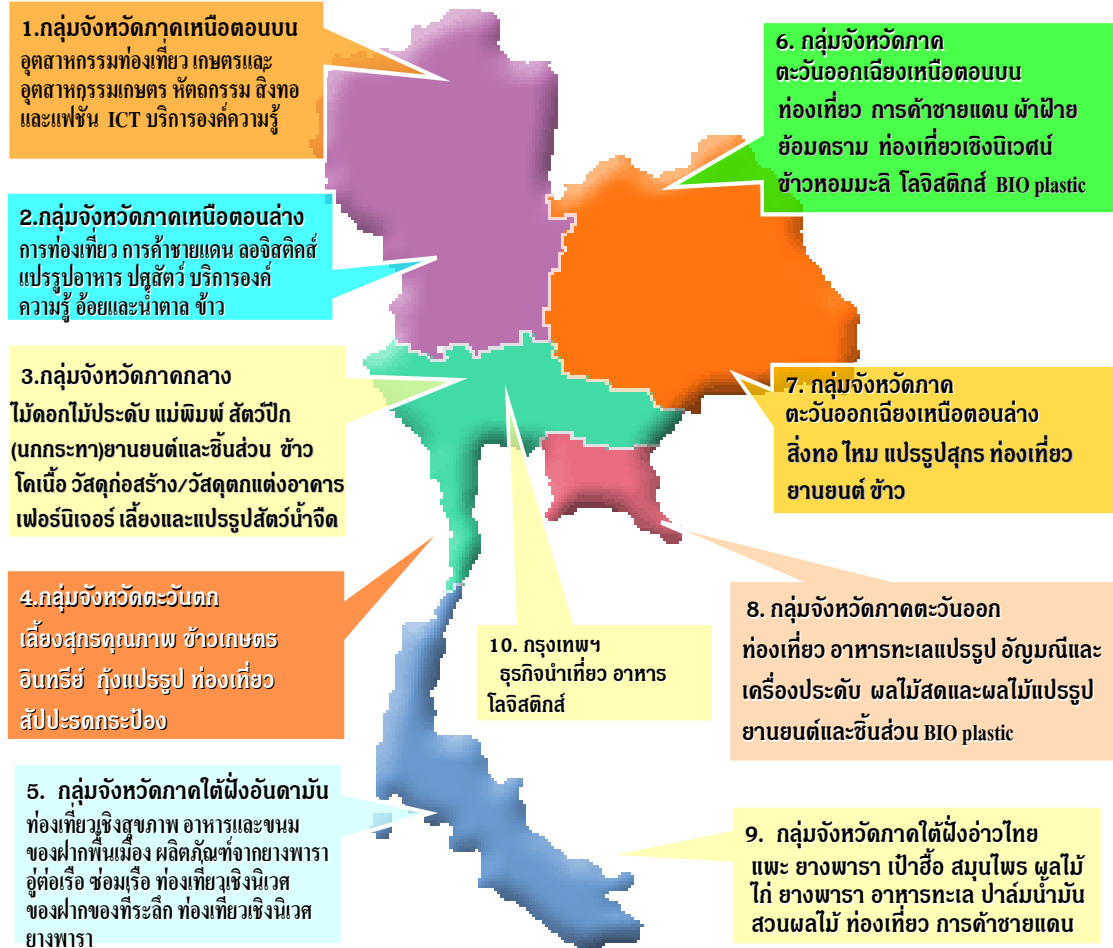 1.กลุ่มจังหวัดภาคเหนือตอนบน
อุตสาหกรรมท่องเที่ยว เกษตรและ
อุตสาหกรรมเกษตร หัตถกรรม สิ่งทอ
และแฟชั่น ICT บริการองค์ความรู้
2.กลุ่มจังหวัดภาคเหนือตอนล่าง
การท่องเที่ยว การค้าชายแดน ลอจิสติคส์
แปรรูปอาหาร ปศุสัตว์ บริการองค์
ความรู้ อ้อยและน้ำตาล ข้าว
3.กลุ่มจังหวัดภาคกลาง
ไม้ดอกไม้ประดับ แม่พิมพ์ สัตว์ปีก
(นกกระทา)ยานยนต์และชิ้นส่วน ข้าว
โคเนื้อ วัสดุก่อสร้าง/วัสดุตกแต่งอาคาร
เฟอร์นิเจอร์ เลี้ยงและแปรรูปสัตว์น้ำจืด
4.กลุ่มจังหวัดตะวันตก
เลี้ยงสุกรคุณภาพ ข้าวเกษตร
อินทรีย์ กุ้งแปรรูป ท่องเที่ยว
สัปปะรดกระป๋อง
5. กลุ่มจังหวัดภาคใต้ฝั่งอันดามัน
ท่องเที่ยวเชิงสุขภาพ อาหารและขนม
ของฝากพื้นเมือง ผลิตภัณฑ์จากยางพารา
อู่ต่อเรือ ซ่อมเรือ ท่องเที่ยวเชิงนิเวศ
ของฝากของที่ระลึก ท่องเที่ยวเชิงนิเวศ
ยางพารา
6. กลุ่มจังหวัดภาค
ตะวันออกเฉียงเหนือตอนบน
ท่องเที่ยว การค้าชายแดน ผ้าฝ้าย
ย้อมคราม ท่องเที่ยวเชิงนิเวศน์
ข้าวหอมมะลิ โลจิสติกส์ BIO plastic
7. กลุ่มจังหวัดภาค
ตะวันออกเฉียงเหนือตอนล่าง
สิ่งทอ ไหม แปรรูปสุกร ท่องเที่ยว
ยานยนต์ ข้าว
8. กลุ่มจังหวัดภาคตะวันออก
ท่องเที่ยว อาหารทะเลแปรรูป อัญมณีและ
เครื่องประดับ ผลไม้สดและผลไม้แปรรูป
ยานยนต์และชิ้นส่วน BIO plastic
9. กลุ่มจังหวัดภาคใต้ฝั่งอ่าวไทย
แพะ ยางพารา เป๋าฮื้อ สมุนไพร ผลไม้
ไก่ ยางพารา อาหารทะเล ปาล์มน้ำมัน
สวนผลไม้ ท่องเที่ยว การค้าชายแดน
10. กรุงเทพฯ
ธุรกิจนำเที่ยว อาหาร
โลจิสติกส์